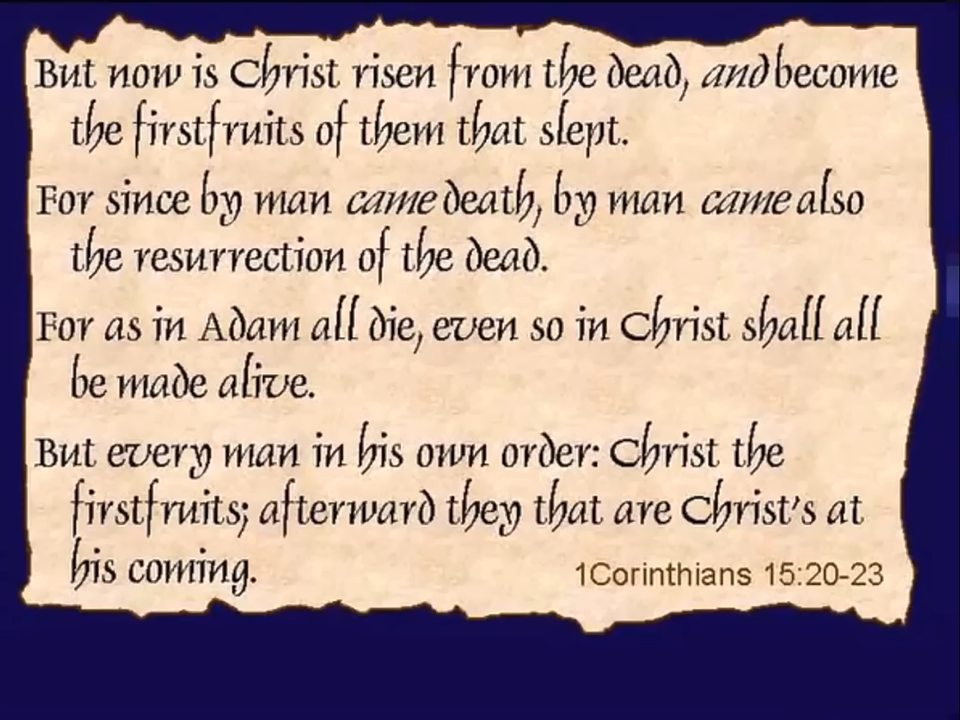 But now is Christ risen from the dead, and become
the firstfruits of them that slept.
For since by man came death, by man came also
the resurrection of the dead.
For as in Adam all die, even so in Christ shall all
be made alive.
But every man in his own order: Christ the
firstfruits; afterward they that are Christ's at
his coming.
1Corinthians 15:20-23